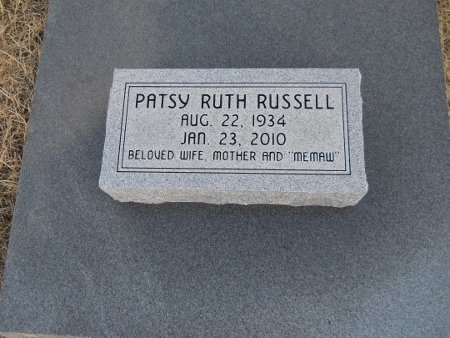 PATSY RUTH RUSSELL
AUG. 22, 1934
JAN. 23, 2010
BELOVED WIFE, MOTHER AND "MEMAW"